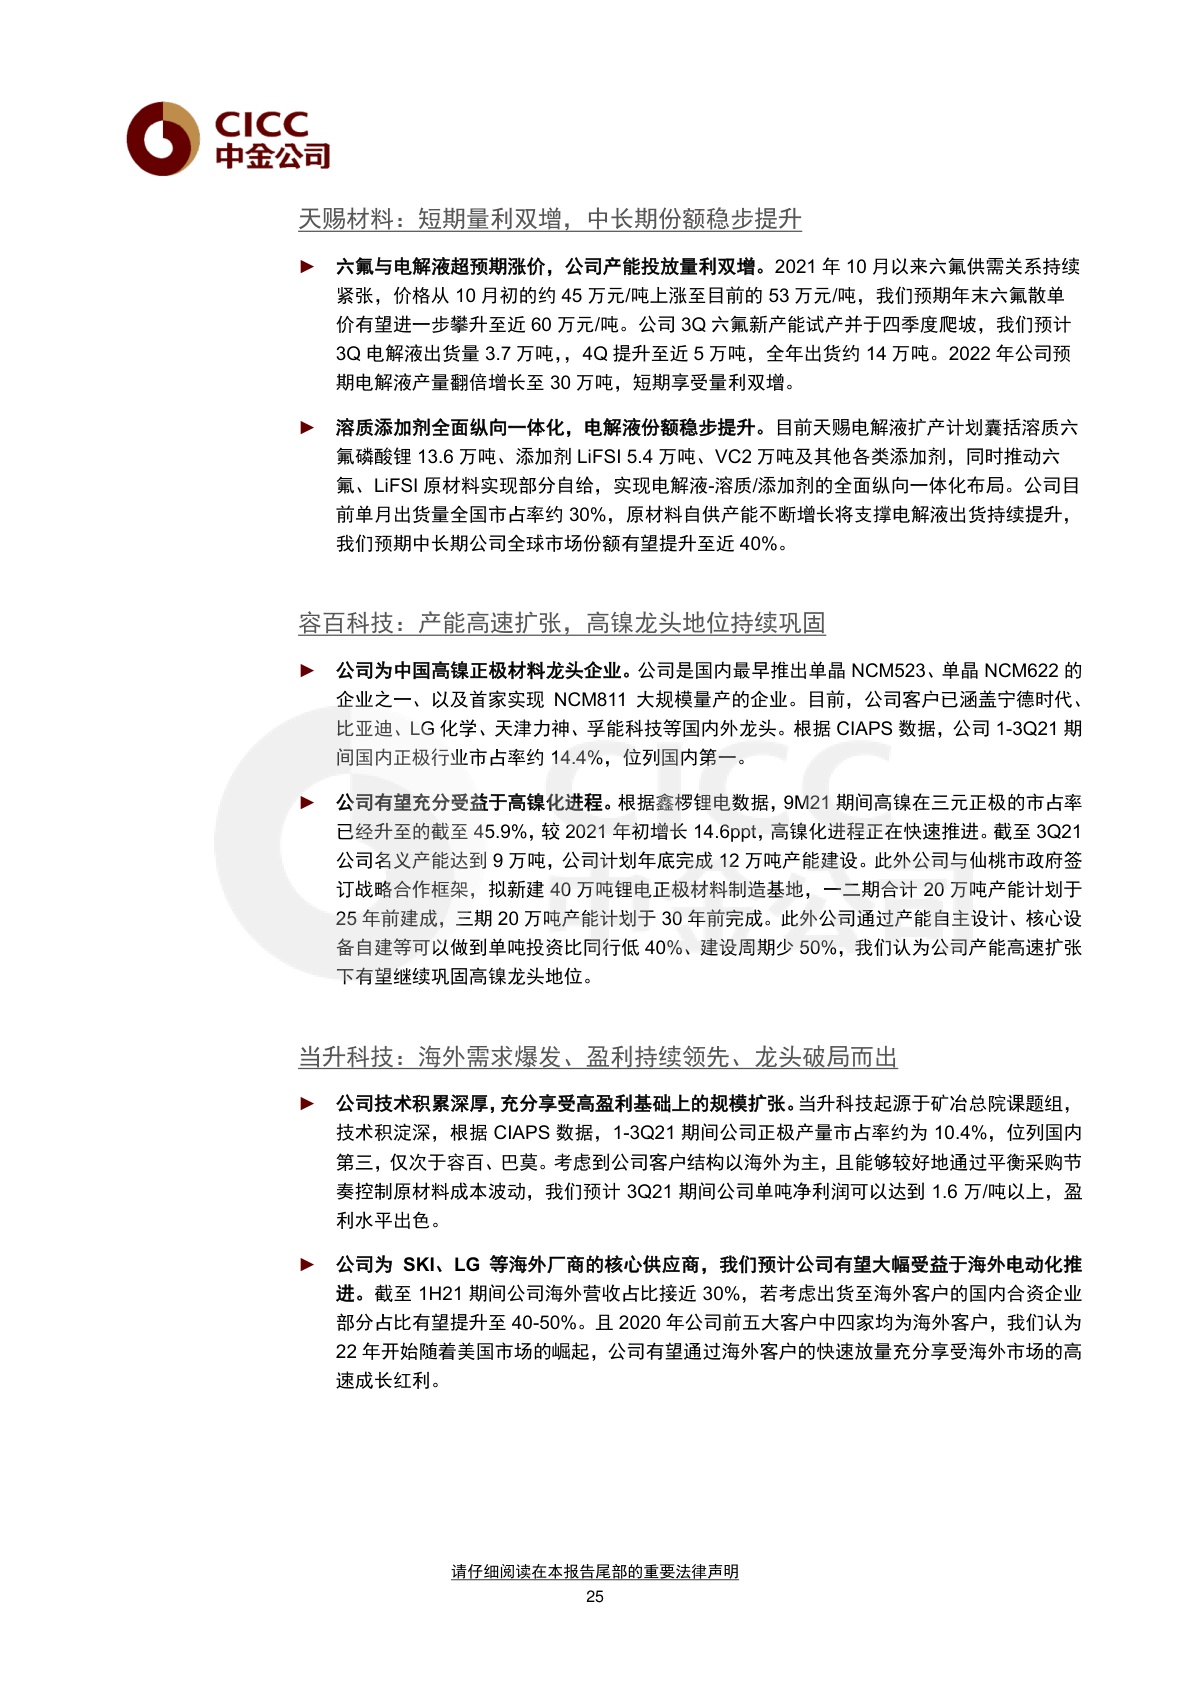 CICC
中金公司
天赐材料：短期量利双增，中长期份额稳步提升
► 六氟与电解液超预期涨价，公司产能投放量利双增。2021 年 10 月以来六氟供需关系持续
紧张，价格从 10 月初的约 45 万元/吨上涨至目前的 53 万元/吨，我们预期年末六氟散单
价有望进一步攀升至近 60 万元/吨。公司 3Q 六氟新产能试产并于四季度爬坡，我们预计
3Q 电解液出货量 3.7 万吨，，4Q 提升至近 5 万吨，全年出货约 14 万吨。2022 年公司预
期电解液产量翻倍增长至 30 万吨，短期享受量利双增。
► 溶质添加剂全面纵向一体化，电解液份额稳步提升。目前天赐电解液扩产计划囊括溶质六
氟磷酸锂 13.6 万吨、添加剂 LiFSI 5.4 万吨、VC2 万吨及其他各类添加剂，同时推动六
氟、LiFSI 原材料实现部分自给，实现电解液-溶质/添加剂的全面纵向一体化布局。公司目
前单月出货量全国市占率约 30%，原材料自供产能不断增长将支撑电解液出货持续提升，
我们预期中长期公司全球市场份额有望提升至近 40%。
容百科技：产能高速扩张，高镍龙头地位持续巩固
► 公司为中国高镍正极材料龙头企业。公司是国内最早推出单晶 NCM523、单晶 NCM622 的
企业之一、以及首家实现 NCM811 大规模量产的企业。目前，公司客户已涵盖宁德时代、
比亚迪、LG 化学、天津力神、孚能科技等国内外龙头。根据 CIAPS 数据，公司 1-3Q21 期
间国内正极行业市占率约 14.4%，位列国内第一。
► 公司有望充分受益于高镍化进程。根据鑫椤锂电数据，9M21 期间高镍在三元正极的市占率
已经升至的截至 45.9%，较 2021 年初增长 14.6ppt，高镍化进程正在快速推进。截至 3Q21
公司名义产能达到 9 万吨，公司计划年底完成 12 万吨产能建设。此外公司与仙桃市政府签
订战略合作框架，拟新建 40 万吨锂电正极材料制造基地，一二期合计 20 万吨产能计划于
25 年前建成，三期 20 万吨产能计划于 30 年前完成。此外公司通过产能自主设计、核心设
备自建等可以做到单吨投资比同行低 40%、建设周期少 50%，我们认为公司产能高速扩张
下有望继续巩固高镍龙头地位。
当升科技：海外需求爆发、盈利持续领先、龙头破局而出
► 公司技术积累深厚，充分享受高盈利基础上的规模扩张。当升科技起源于矿冶总院课题组，
技术积淀深，根据 CIAPS 数据，1-3Q21 期间公司正极产量市占率约为 10.4%，位列国内
第三，仅次于容百、巴莫。考虑到公司客户结构以海外为主，且能够较好地通过平衡采购节
奏控制原材料成本波动，我们预计 3Q21 期间公司单吨净利润可以达到 1.6 万/吨以上，盈
利水平出色。
► 公司为 SKI、LG 等海外厂商的核心供应商，我们预计公司有望大幅受益于海外电动化推
进。截至 1H21 期间公司海外营收占比接近 30%，若考虑出货至海外客户的国内合资企业
部分占比有望提升至 40-50%。且 2020 年公司前五大客户中四家均为海外客户，我们认为
22 年开始随着美国市场的崛起，公司有望通过海外客户的快速放量充分享受海外市场的高
速成长红利。
请仔细阅读在本报告尾部的重要法律声明
25